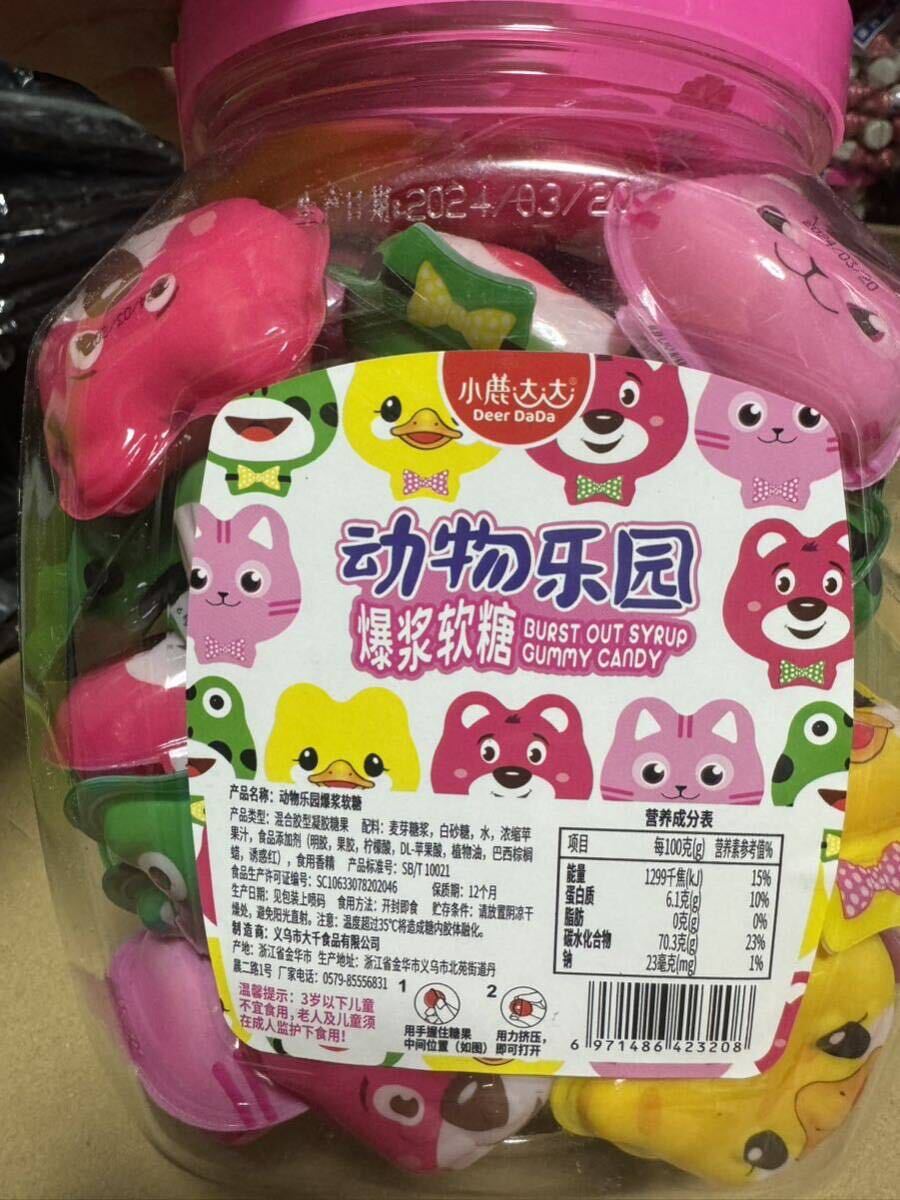 生产日期:2024/03/20
2024/03/20
小鹿达达®
Deer DaDa
动物乐园
爆浆软糖 BURST OUT SYRUP
GUMMY CANDY
产品名称：动物乐园爆浆软糖
产品类型：混合胶型凝胶糖果 配料：麦芽糖浆，白砂糖，水，浓缩苹
果汁，食品添加剂（明胶，果胶，柠檬酸，DL-苹果酸，植物油，巴西棕榈
蜡，诱惑红），食用香精 产品标准号：SB/T 10021
食品生产许可证编号：SC10633078202046 保质期：12个月
生产日期：见包装上喷码 食用方法：开封即食 贮存条件：请放置阴凉干
燥处，避免阳光直射。注意：温度超过35℃将造成糖内胶体融化。
制造商：义乌市大千食品有限公司
产地：浙江省金华市 生产地址：浙江省金华市义乌市北苑街道丹
晨二路1号 厂家电话：0579-85556831
温馨提示：3岁以下儿童
不宜食用，老人及儿童须
在成人监护下食用！
1
用手握住糖果
中间位置（如图）
2
用力挤压，
即可打开
营养成分表
项目 每100克(g) 营养素参考值%
能量 1299千焦(kJ) 15%
蛋白质 6.1克(g) 10%
脂肪 0克(g) 0%
碳水化合物 70.3克(g) 23%
钠 23毫克(mg) 1%
6 971486 423208